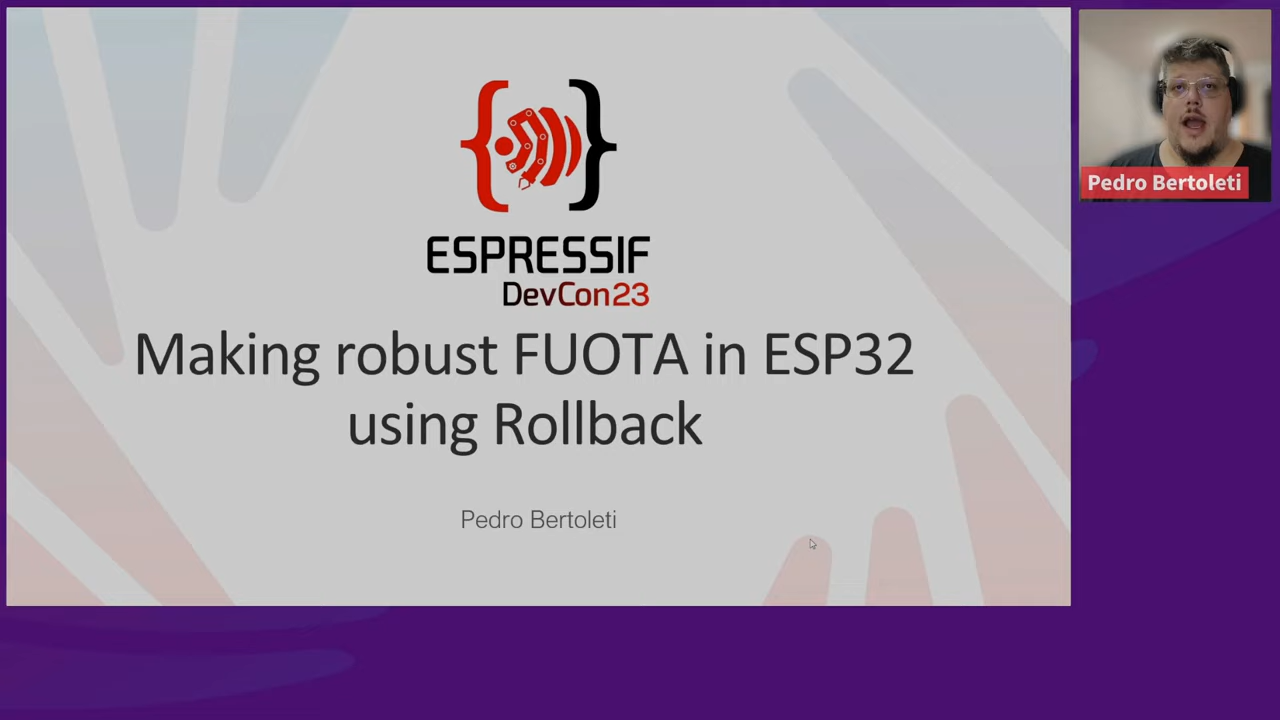 ESPRESSIF
DevCon23
Making robust FUOTA in ESP32
using Rollback
Pedro Bertoleti
Pedro Bertoleti